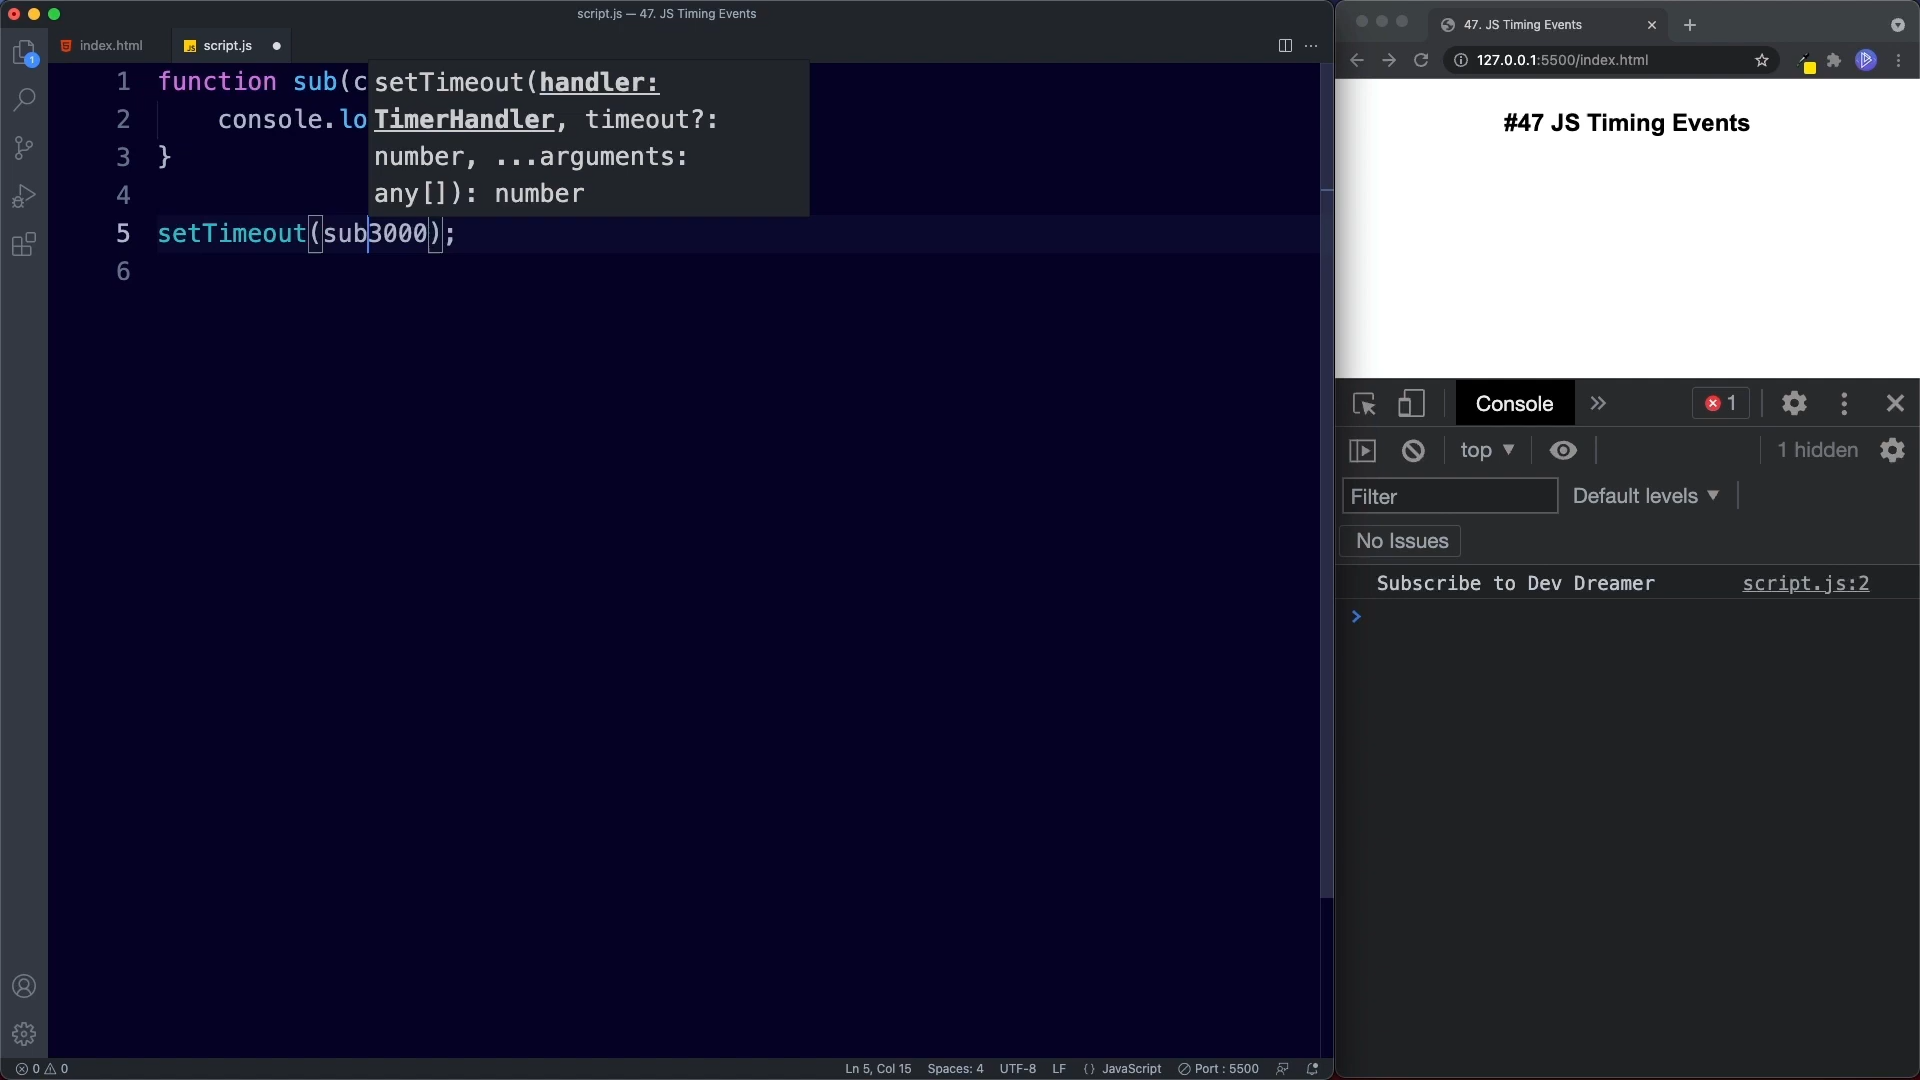 script.js — 47. JS Timing Events
index.html
script.js
1 function sub(c
2 console.lo
3 }
4
5 setTimeout(sub3000);
6
setTimeout(handler:
TimerHandler, timeout?:
number, ...arguments:
any[]): number
1
0 0
Ln 5, Col 15 Spaces: 4 UTF-8 LF {} JavaScript Port : 5500
47. JS Timing Events
127.0.0.1:5500/index.html
#47 JS Timing Events
Console 1
top 1 hidden
Filter Default levels
No Issues
Subscribe to Dev Dreamer script.js:2